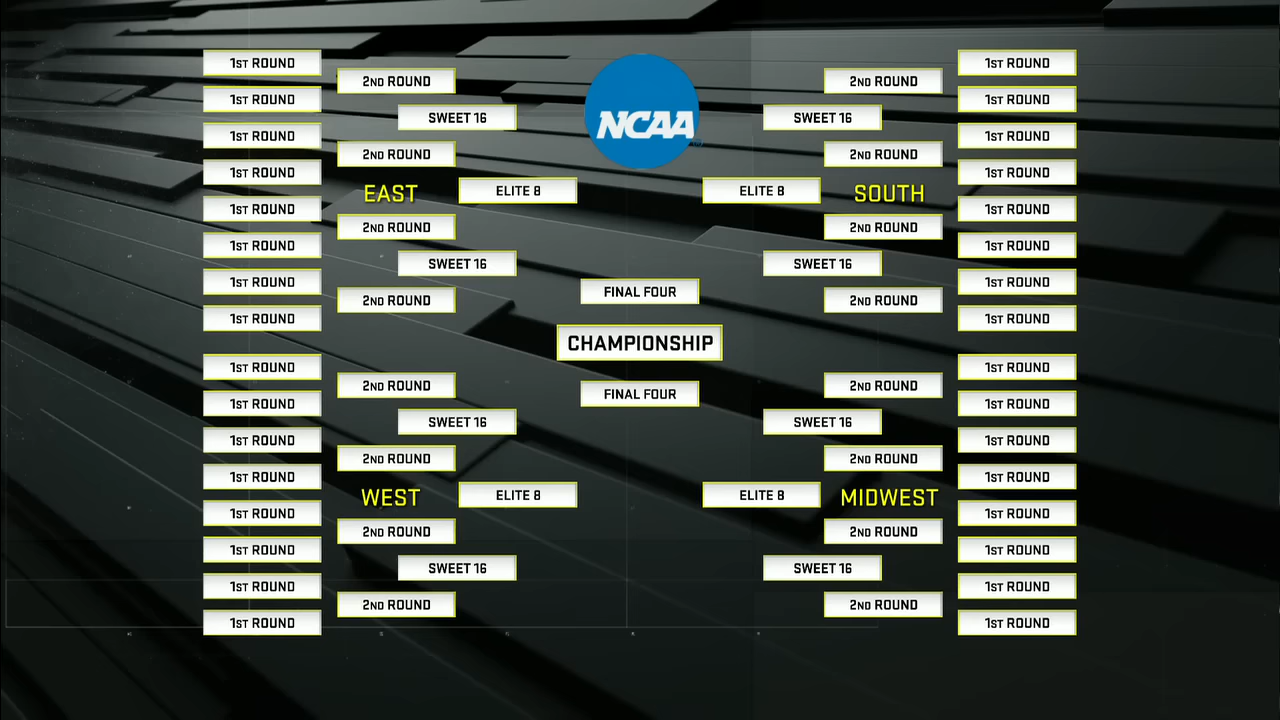 1ST ROUND
1ST ROUND
2ND ROUND
2ND ROUND
1ST ROUND
1ST ROUND
SWEET 16
NCAA
SWEET 16
1ST ROUND
1ST ROUND
2ND ROUND
2ND ROUND
1ST ROUND
1ST ROUND
EAST
ELITE 8
ELITE 8
SOUTH
1ST ROUND
1ST ROUND
2ND ROUND
2ND ROUND
1ST ROUND
1ST ROUND
SWEET 16
SWEET 16
1ST ROUND
1ST ROUND
FINAL FOUR
2ND ROUND
2ND ROUND
1ST ROUND
1ST ROUND
CHAMPIONSHIP
1ST ROUND
1ST ROUND
2ND ROUND
FINAL FOUR
2ND ROUND
1ST ROUND
1ST ROUND
SWEET 16
SWEET 16
1ST ROUND
1ST ROUND
2ND ROUND
2ND ROUND
1ST ROUND
1ST ROUND
WEST
ELITE 8
ELITE 8
MIDWEST
1ST ROUND
1ST ROUND
2ND ROUND
2ND ROUND
1ST ROUND
1ST ROUND
SWEET 16
SWEET 16
1ST ROUND
1ST ROUND
2ND ROUND
2ND ROUND
1ST ROUND
1ST ROUND